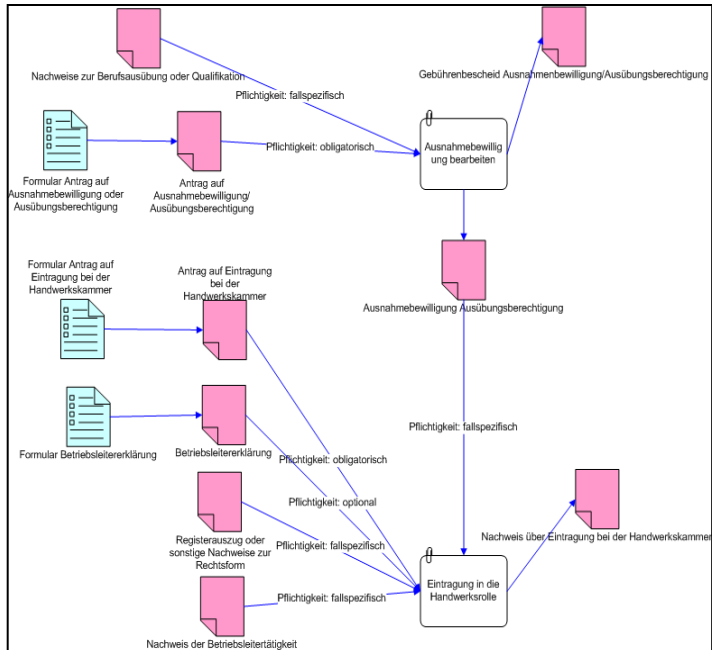 Nachweise zur Berufsausübung oder Qualifikation
Gebührenbescheid Ausnahmenbewilligung/Ausübungsberechtigung
Pflichtigkeit: fallspezifisch
Pflichtigkeit: obligatorisch
Ausnahmebewillig
ung bearbeiten
Formular Antrag auf
Ausnahmebewilligung oder
Ausübungsberechtigung
Antrag auf
Ausnahmebewilligung/
Ausübungsberechtigung
Formular Antrag auf
Eintragung bei der
Handwerkskammer
Antrag auf Eintragung
bei der
Handwerkskammer
Ausnahmebewilligung Ausübungsberechtigung
Pflichtigkeit: fallspezifisch
Formular Betriebsleitererklärung
Betriebsleitererklärung
Pflichtigkeit: obligatorisch
Pflichtigkeit: optional
Registerauszug oder
sonstige Nachweise zur
Rechtsform
Pflichtigkeit: fallspezifisch
Nachweis über Eintragung bei der Handwerkskammer
Eintragung in die
Handwerksrolle
Pflichtigkeit: fallspezifisch
Nachweis der Betriebsleitertätigkeit